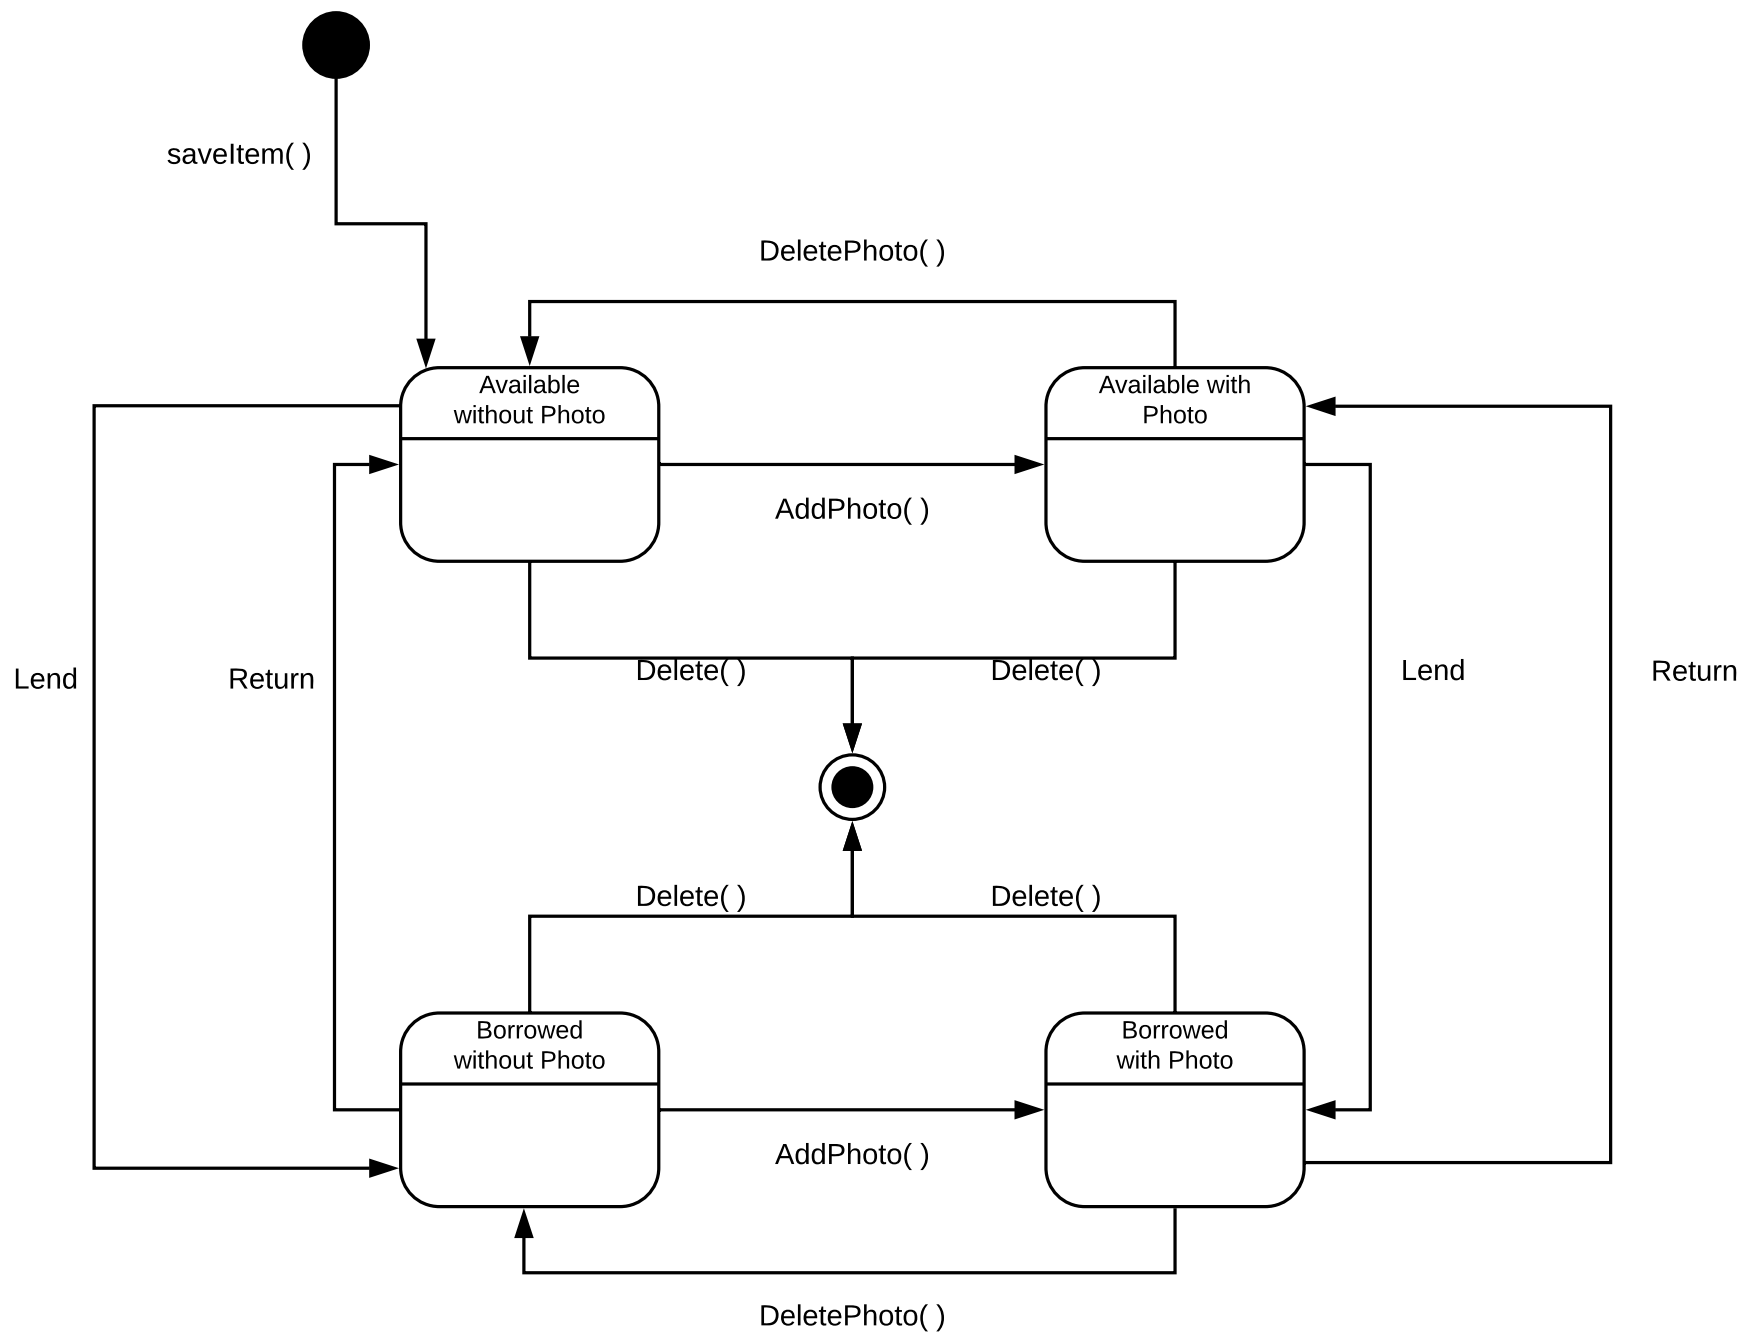 saveItem( )
DeletePhoto( )
Available
without Photo
Available with
Photo
AddPhoto( )
Lend
Return
Delete( )
Delete( )
Lend
Return
Delete( )
Delete( )
Borrowed
without Photo
Borrowed
with Photo
AddPhoto( )
DeletePhoto( )